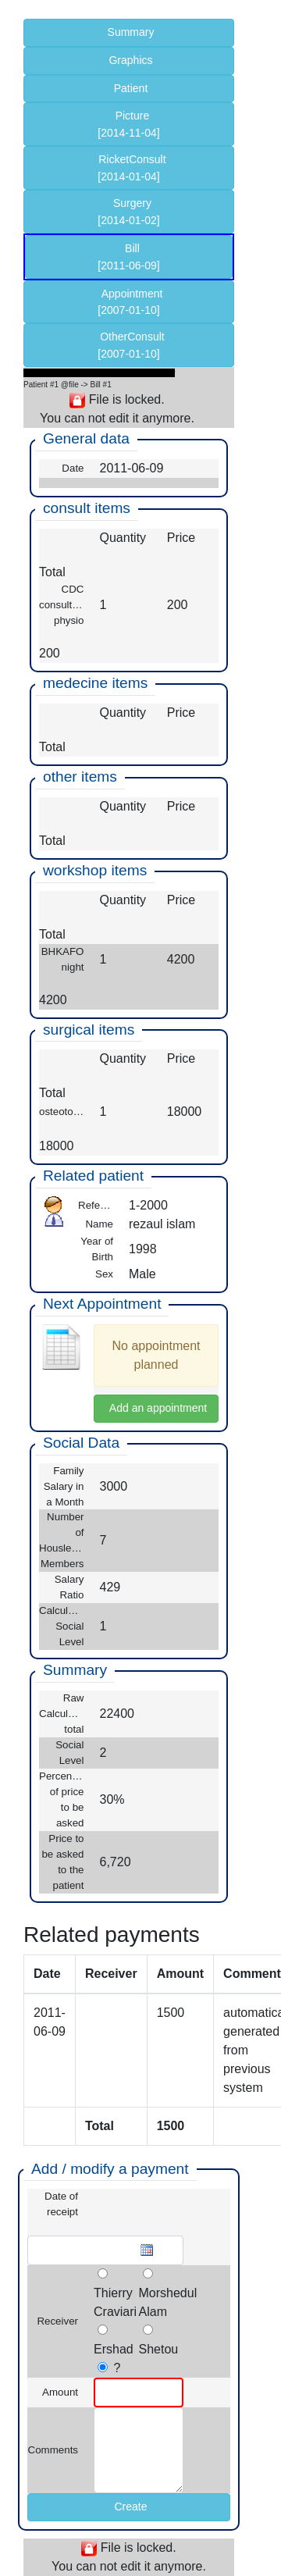 Summary
Graphics
Patient
Picture
[2014-11-04]
RicketConsult
[2014-01-04]
Surgery
[2014-01-02]
Bill
[2011-06-09]
Appointment
[2007-01-10]
OtherConsult
[2007-01-10]
Patient #1 @file -> Bill #1
File is locked.
You can not edit it anymore.
General data
Date 2011-06-09
consult items
Quantity Price
Total
CDC
consult… 1 200
physio
200
medecine items
Quantity Price
Total
other items
Quantity Price
Total
workshop items
Quantity Price
Total
BHKAFO 1 4200
night
4200
surgical items
Quantity Price
Total
osteoto… 1 18000
18000
Related patient
Refe… 1-2000
Name rezaul islam
Year of
Birth 1998
Sex Male
Next Appointment
No appointment
planned
Add an appointment
Social Data
Family
Salary in 3000
a Month
Number
of
Housle… 7
Members
Salary
Ratio 429
Calcul…
Social 1
Level
Summary
Raw
Calcul… 22400
total
Social
Level 2
Percen…
of price
to be 30%
asked
Price to
be asked
to the 6,720
patient
Related payments
Date Receiver Amount Comment
2011- 1500 automatica
06-09 generated
from
previous
system
Total 1500
Add / modify a payment
Date of
receipt
Receiver
Thierry Morshedul
Craviari Alam
Ershad Shetou
?
Amount
Comments
Create
File is locked.
You can not edit it anymore.